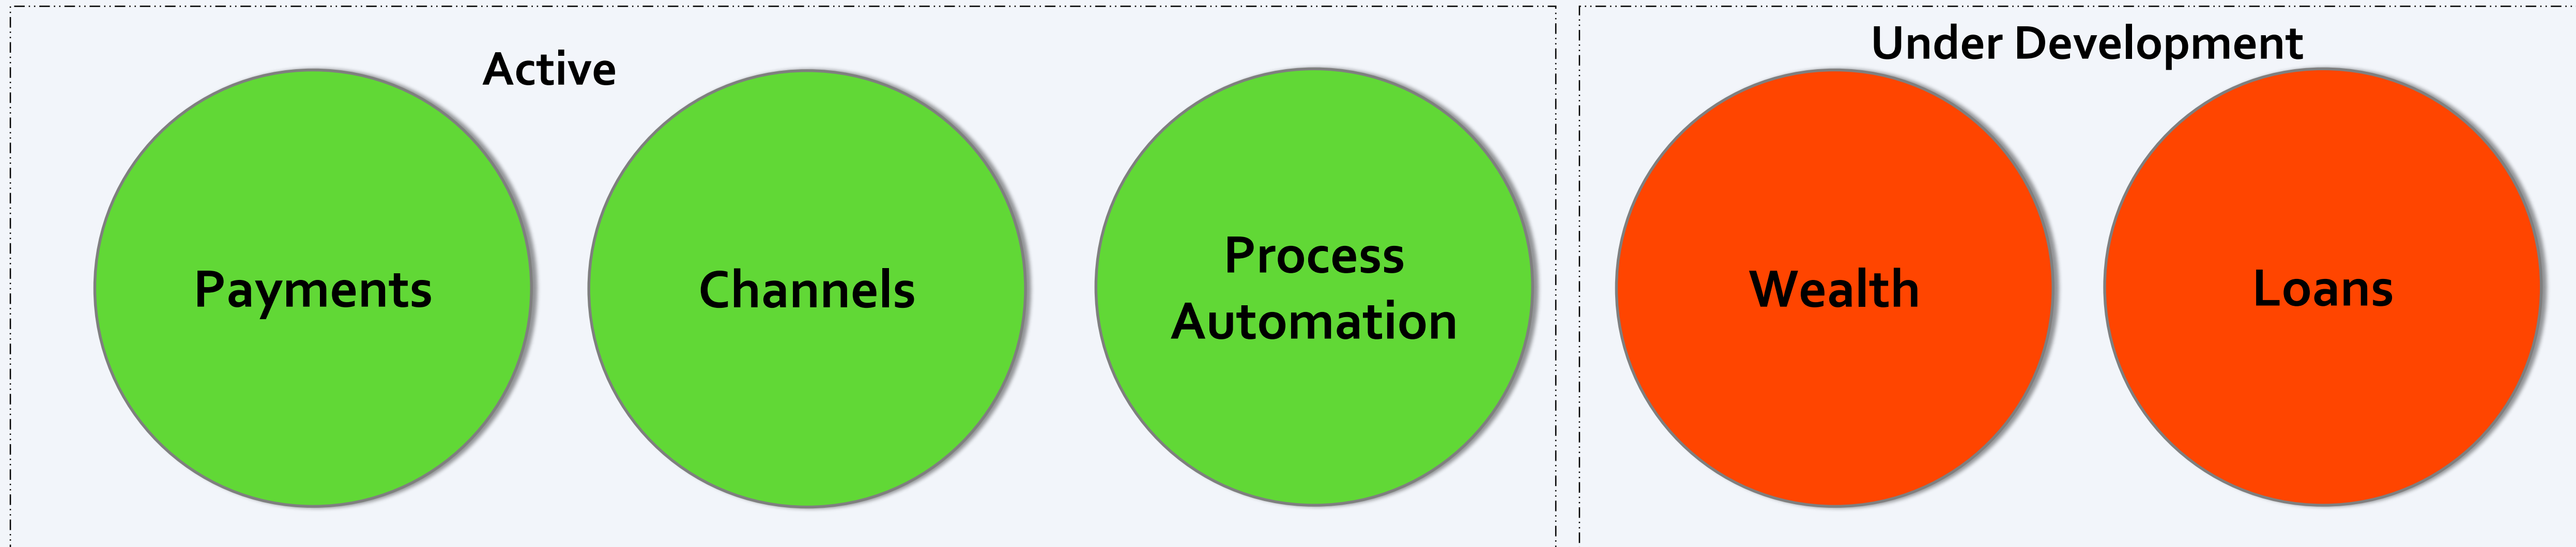 Active
Payments
Channels
Process
Automation
Under Development
Wealth
Loans